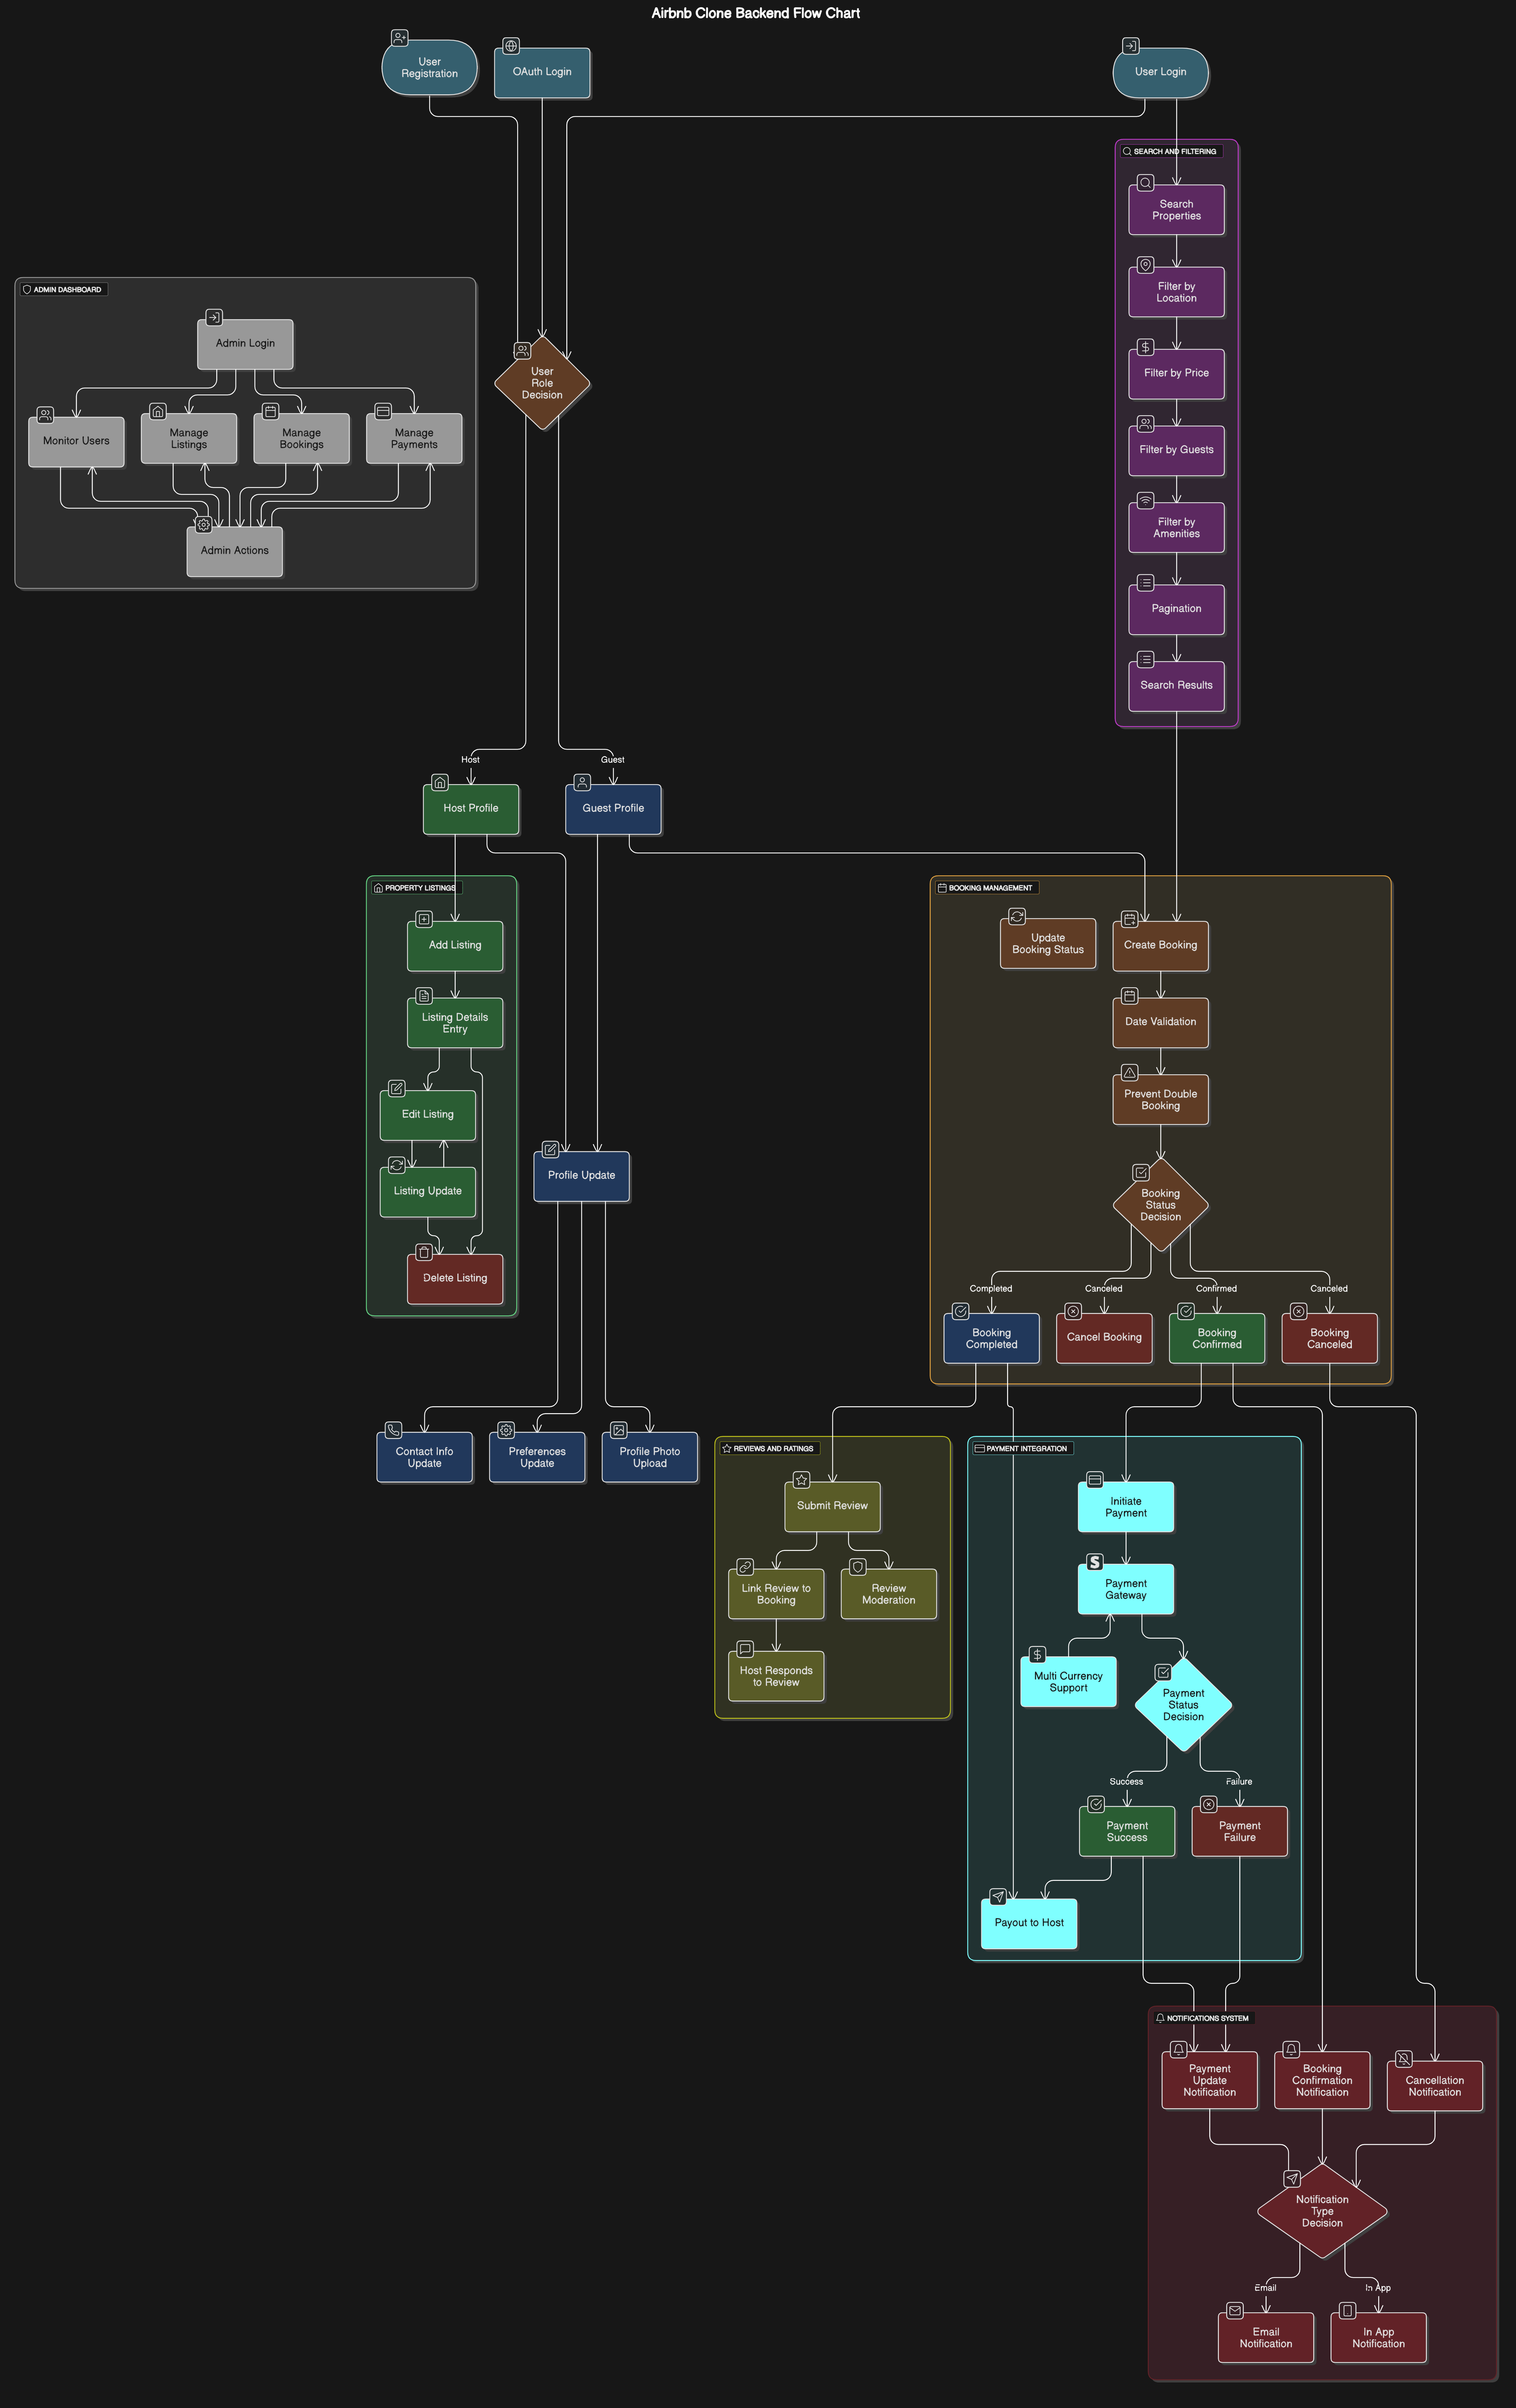 Airbnb Clone Backend Flow Chart
User
Registration
OAuth Login
User Login
SEARCH AND FILTERING
Search
Properties
Filter by
Location
Filter by Price
Filter by Guests
Filter by
Amenities
Pagination
Search Results
ADMIN DASHBOARD
Admin Login
Monitor Users
Manage
Listings
Manage
Bookings
Manage
Payments
Admin Actions
User
Role
Decision
Host
Guest
Host Profile
Guest Profile
PROPERTY LISTINGS
Add Listing
Listing Details
Entry
Edit Listing
Listing Update
Delete Listing
Profile Update
Contact Info
Update
Preferences
Update
Profile Photo
Upload
BOOKING MANAGEMENT
Update
Booking Status
Create Booking
Date Validation
Prevent Double
Booking
Booking
Status
Decision
Completed
Canceled
Confirmed
Canceled
Booking
Completed
Cancel Booking
Booking
Confirmed
Booking
Canceled
REVIEWS AND RATINGS
Submit Review
Link Review to
Booking
Review
Moderation
Host Responds
to Review
PAYMENT INTEGRATION
Initiate
Payment
Payment
Gateway
Multi Currency
Support
Payment
Status
Decision
Success
Failure
Payment
Success
Payment
Failure
Payout to Host
NOTIFICATIONS SYSTEM
Payment
Update
Notification
Booking
Confirmation
Notification
Cancellation
Notification
Notification
Type
Decision
Email
In App
Email
Notification
In App
Notification